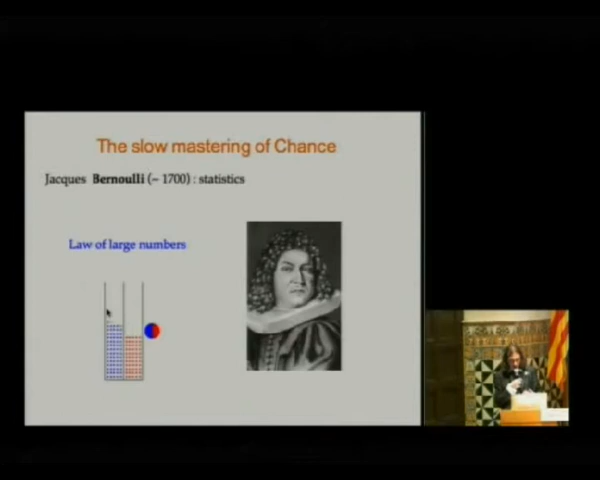 The slow mastering of Chance
Jacques Bernoulli (~ 1700) : statistics
Law of large numbers